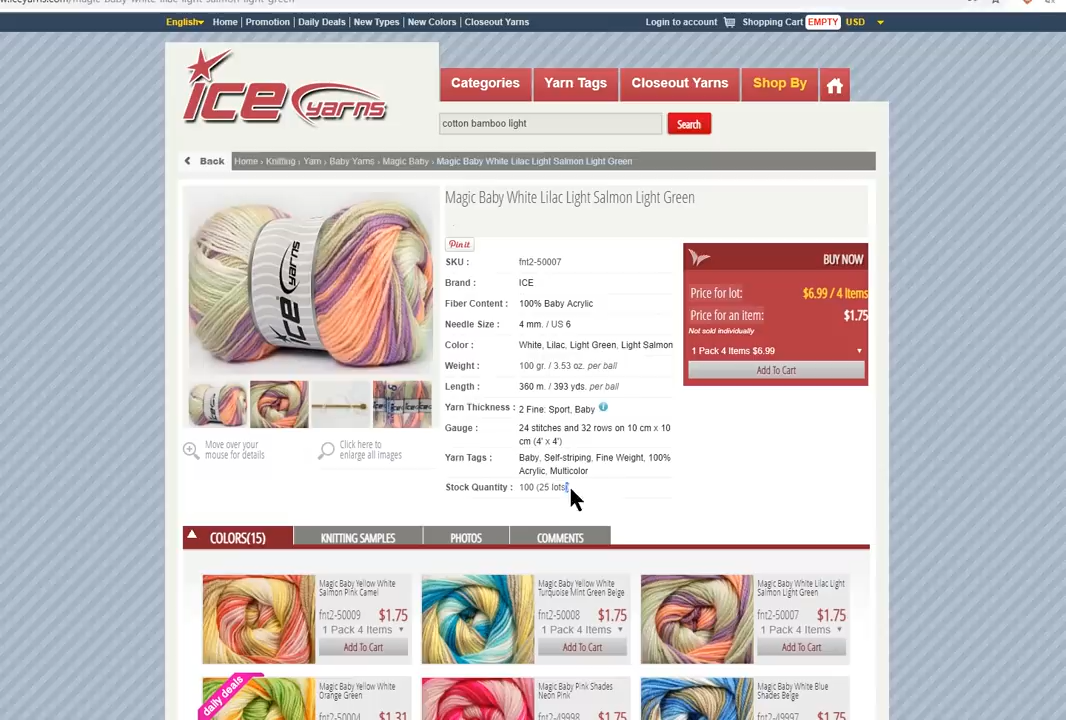 English
Home | Promotion | Daily Deals | New Types | New Colors | Closeout Yarns
Login to account
Shopping Cart EMPTY USD
ice yarns
Categories
Yarn Tags
Closeout Yarns
Shop By
cotton bamboo light
Search
Back
Home › Knitting › Yarn › Baby Yarns › Magic Baby › Magic Baby White Lilac Light Salmon Light Green
Magic Baby White Lilac Light Salmon Light Green
Pin it
SKU : fnt2-50007
Brand : ICE
Fiber Content : 100% Baby Acrylic
Needle Size : 4 mm. / US 6
Color : White, Lilac, Light Green, Light Salmon
Weight : 100 gr. / 3.53 oz. per ball
Length : 360 m. / 393 yds. per ball
Yarn Thickness : 2 Fine: Sport, Baby
Gauge : 24 stitches and 32 rows on 10 cm x 10
cm (4' x 4')
Yarn Tags : Baby, Self-striping, Fine Weight, 100%
Acrylic, Multicolor
Stock Quantity : 100 (25 lots)
BUY NOW
Price for lot: $6.99 / 4 Items
Price for an item: $1.75
Not sold individually
1 Pack 4 Items $6.99
Add To Cart
ice yarns
Move over your
mouse for details
Click here to
enlarge all images
COLORS(15)
KNITTING SAMPLES
PHOTOS
COMMENTS
Magic Baby Yellow White
Salmon Pink Camel
fnt2-50009 $1.75
1 Pack 4 Items
Add To Cart
Magic Baby Yellow White
Turquoise Mint Green Beige
fnt2-50008 $1.75
1 Pack 4 Items
Add To Cart
Magic Baby White Lilac Light
Salmon Light Green
fnt2-50007 $1.75
1 Pack 4 Items
Add To Cart
daily deals
Magic Baby Yellow White
Orange Green
fnt2-50004 $1.31
Magic Baby Pink Shades
Neon Pink
fnt2-49998 $1.75
Magic Baby White Blue
Shades Beige
fnt2-49997 $1.75